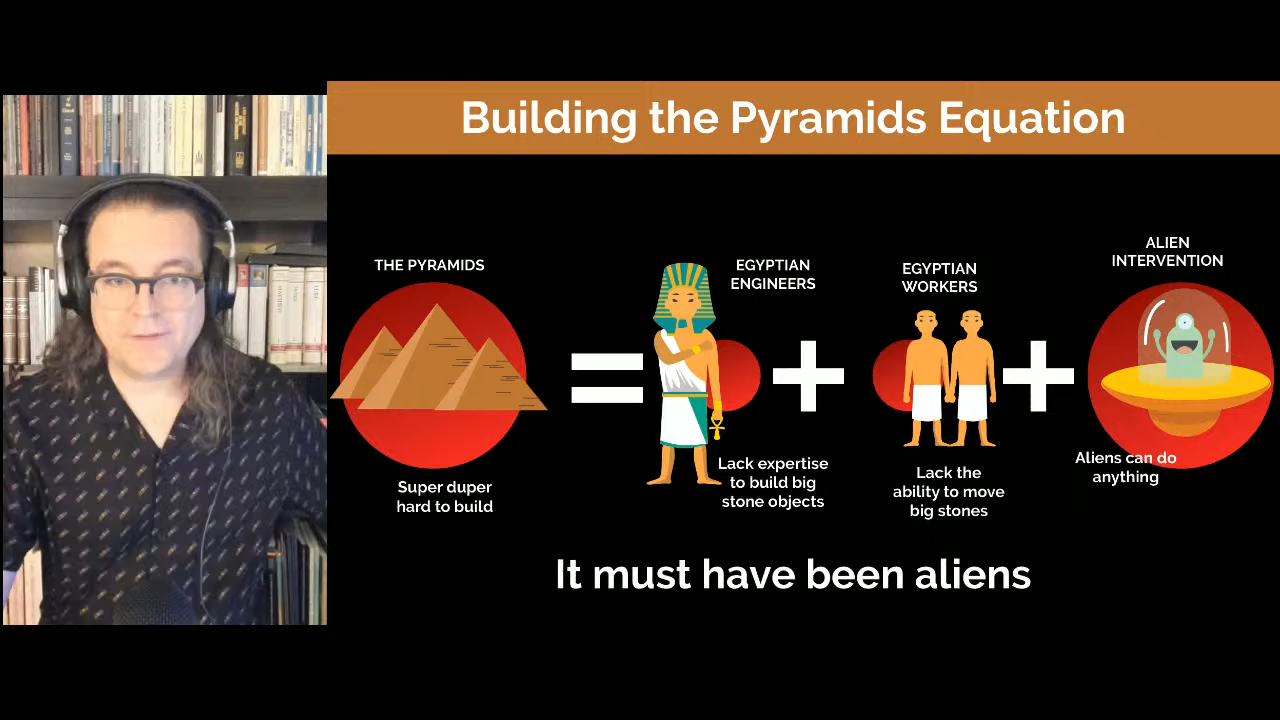 Building the Pyramids Equation
THE PYRAMIDS
Super duper
hard to build
EGYPTIAN
ENGINEERS
Lack expertise
to build big
stone objects
EGYPTIAN
WORKERS
Lack the
ability to move
big stones
ALIEN
INTERVENTION
Aliens can do
anything
It must have been aliens